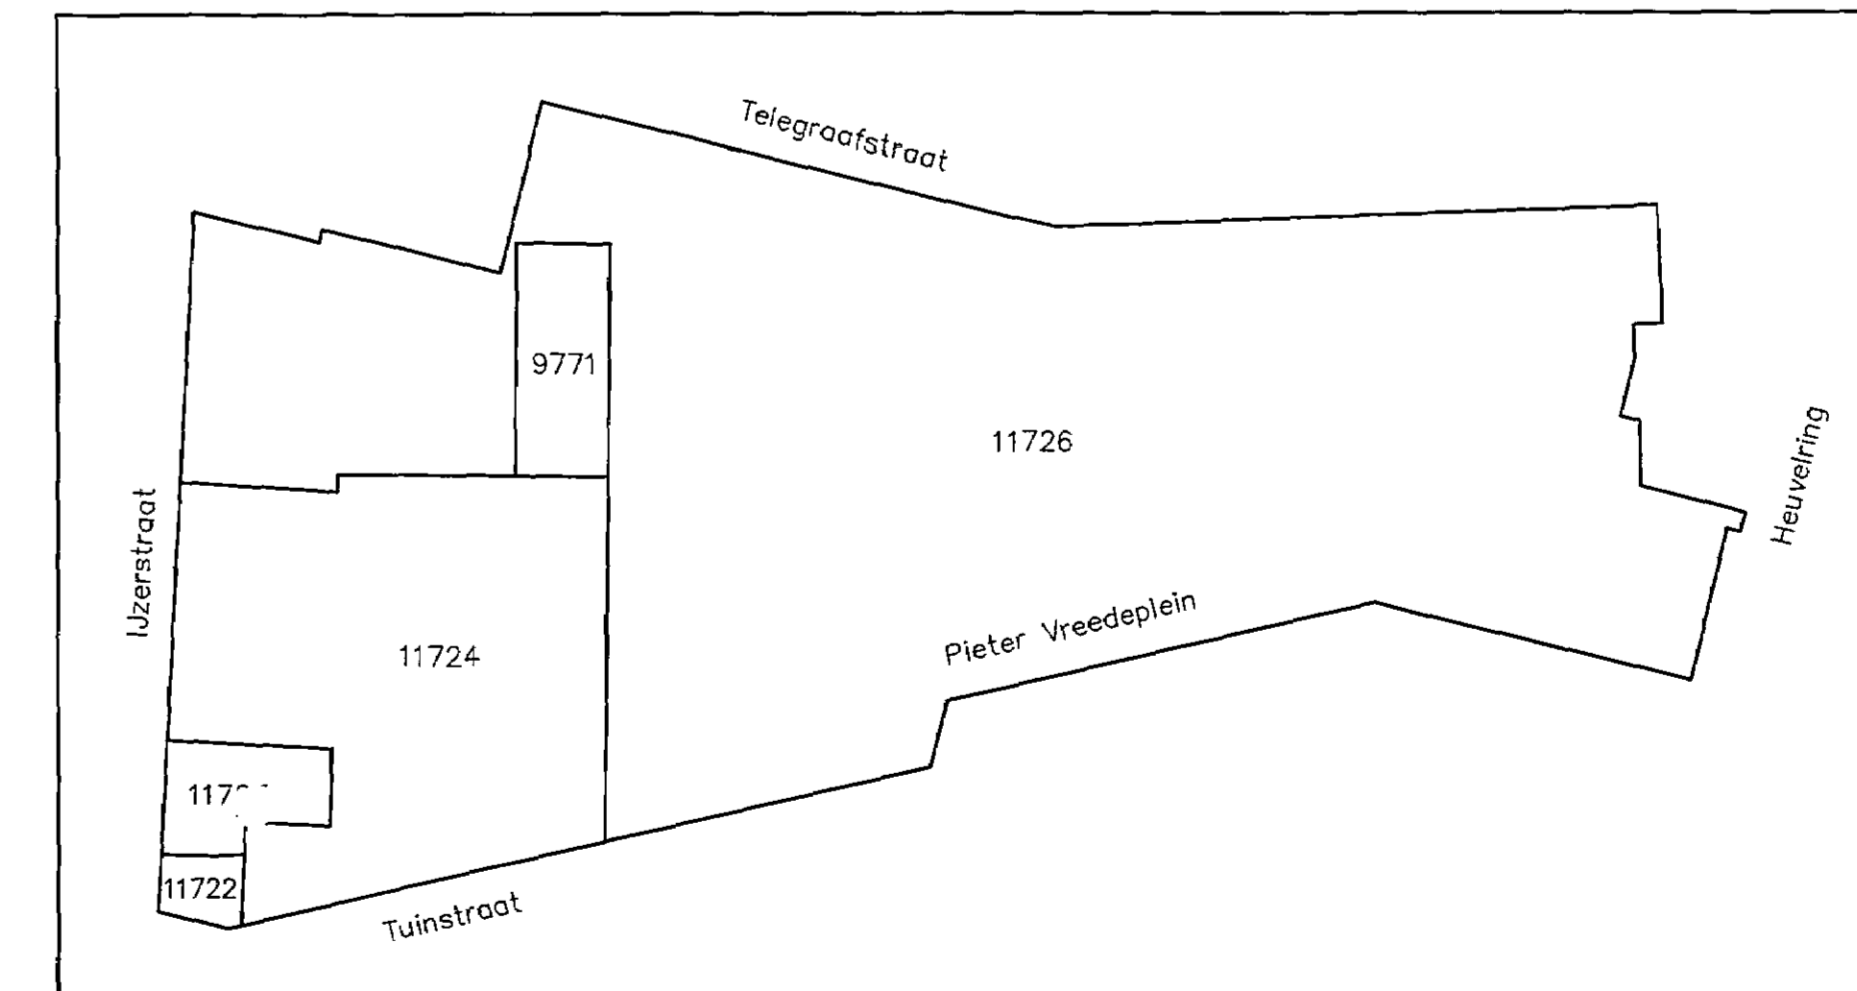 Telegraafstraat
9771
11726
Heuvelring
IJzerstraat
Pieter Vreedeplein
11724
11722
Tuinstraat